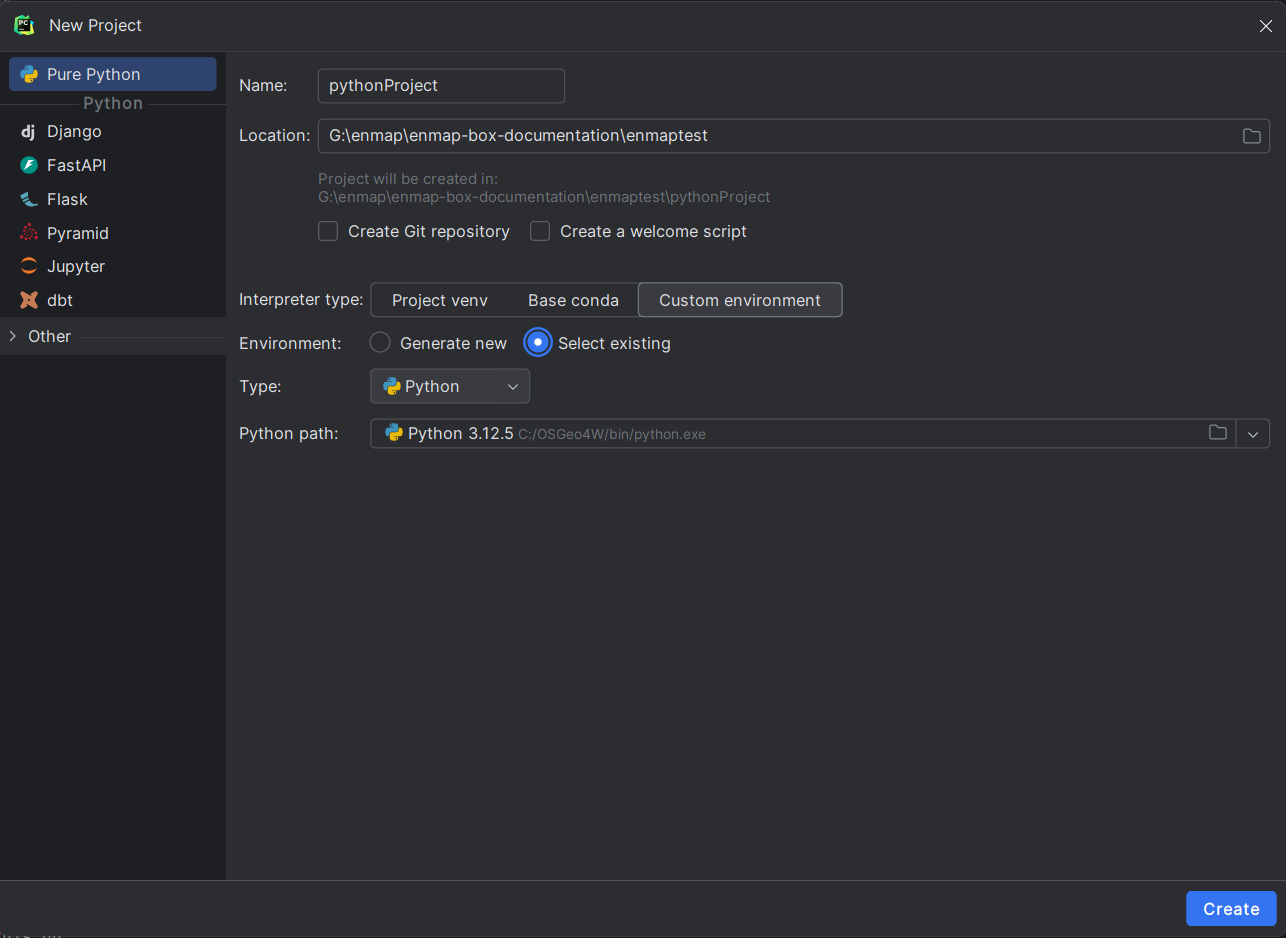 New Project
Pure Python
Python
Django
FastAPI
Flask
Pyramid
Jupyter
dbt
Other
Name: pythonProject
Location: G:\enmap\enmap-box-documentation\enmaptest
Project will be created in:
G:\enmap\enmap-box-documentation\enmaptest\pythonProject
Create Git repository Create a welcome script
Interpreter type: Project venv Base conda Custom environment
Environment: Generate new Select existing
Type: Python
Python path: Python 3.12.5 C:/OSGeo4W/bin/python.exe
Create